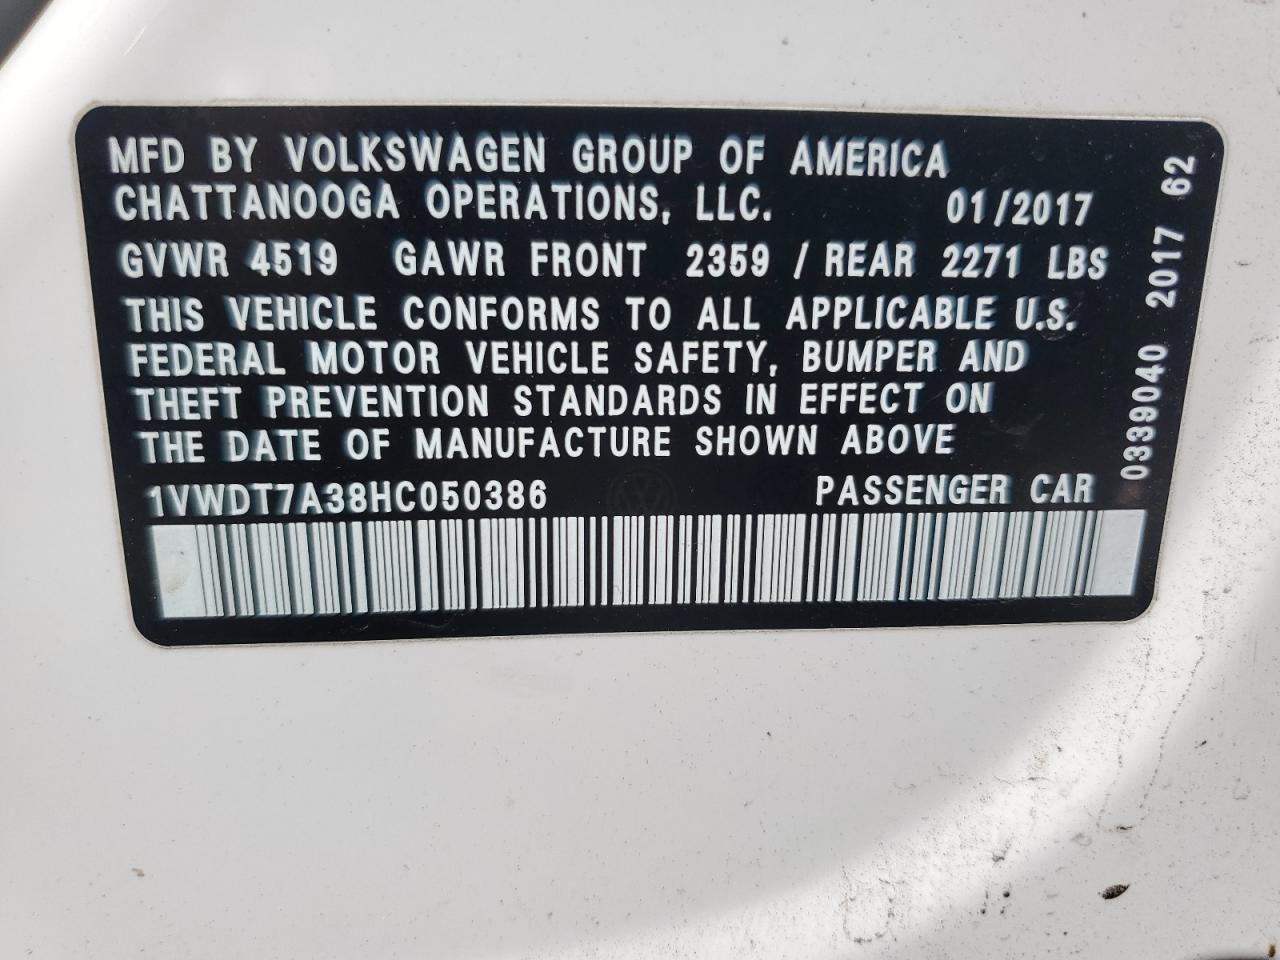 MFD BY VOLKSWAGEN GROUP OF AMERICA
CHATTANOOGA OPERATIONS, LLC. 01/2017
GVWR 4519 GAWR FRONT 2359 / REAR 2271 LBS
THIS VEHICLE CONFORMS TO ALL APPLICABLE U.S.
FEDERAL MOTOR VEHICLE SAFETY, BUMPER AND
THEFT PREVENTION STANDARDS IN EFFECT ON
THE DATE OF MANUFACTURE SHOWN ABOVE
1VWDT7A38HC050386 PASSENGER CAR
0339040 2017 62